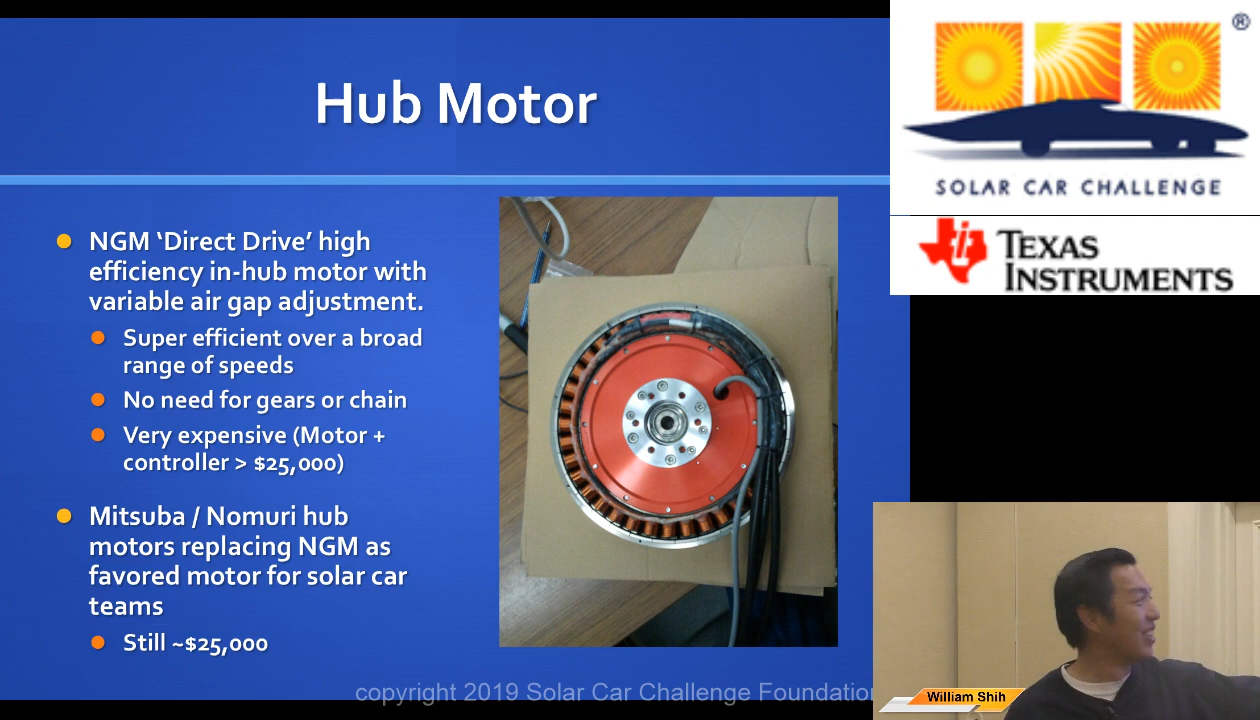 Hub Motor
NGM ‘Direct Drive’ high
efficiency in-hub motor with
variable air gap adjustment.
Super efficient over a broad
range of speeds
No need for gears or chain
Very expensive (Motor +
controller > $25,000)
Mitsuba / Nomuri hub
motors replacing NGM as
favored motor for solar car
teams
Still ~$25,000
copyright 2019 Solar Car Challenge Foundation
®
SOLAR CAR CHALLENGE
TEXAS
INSTRUMENTS
William Shih